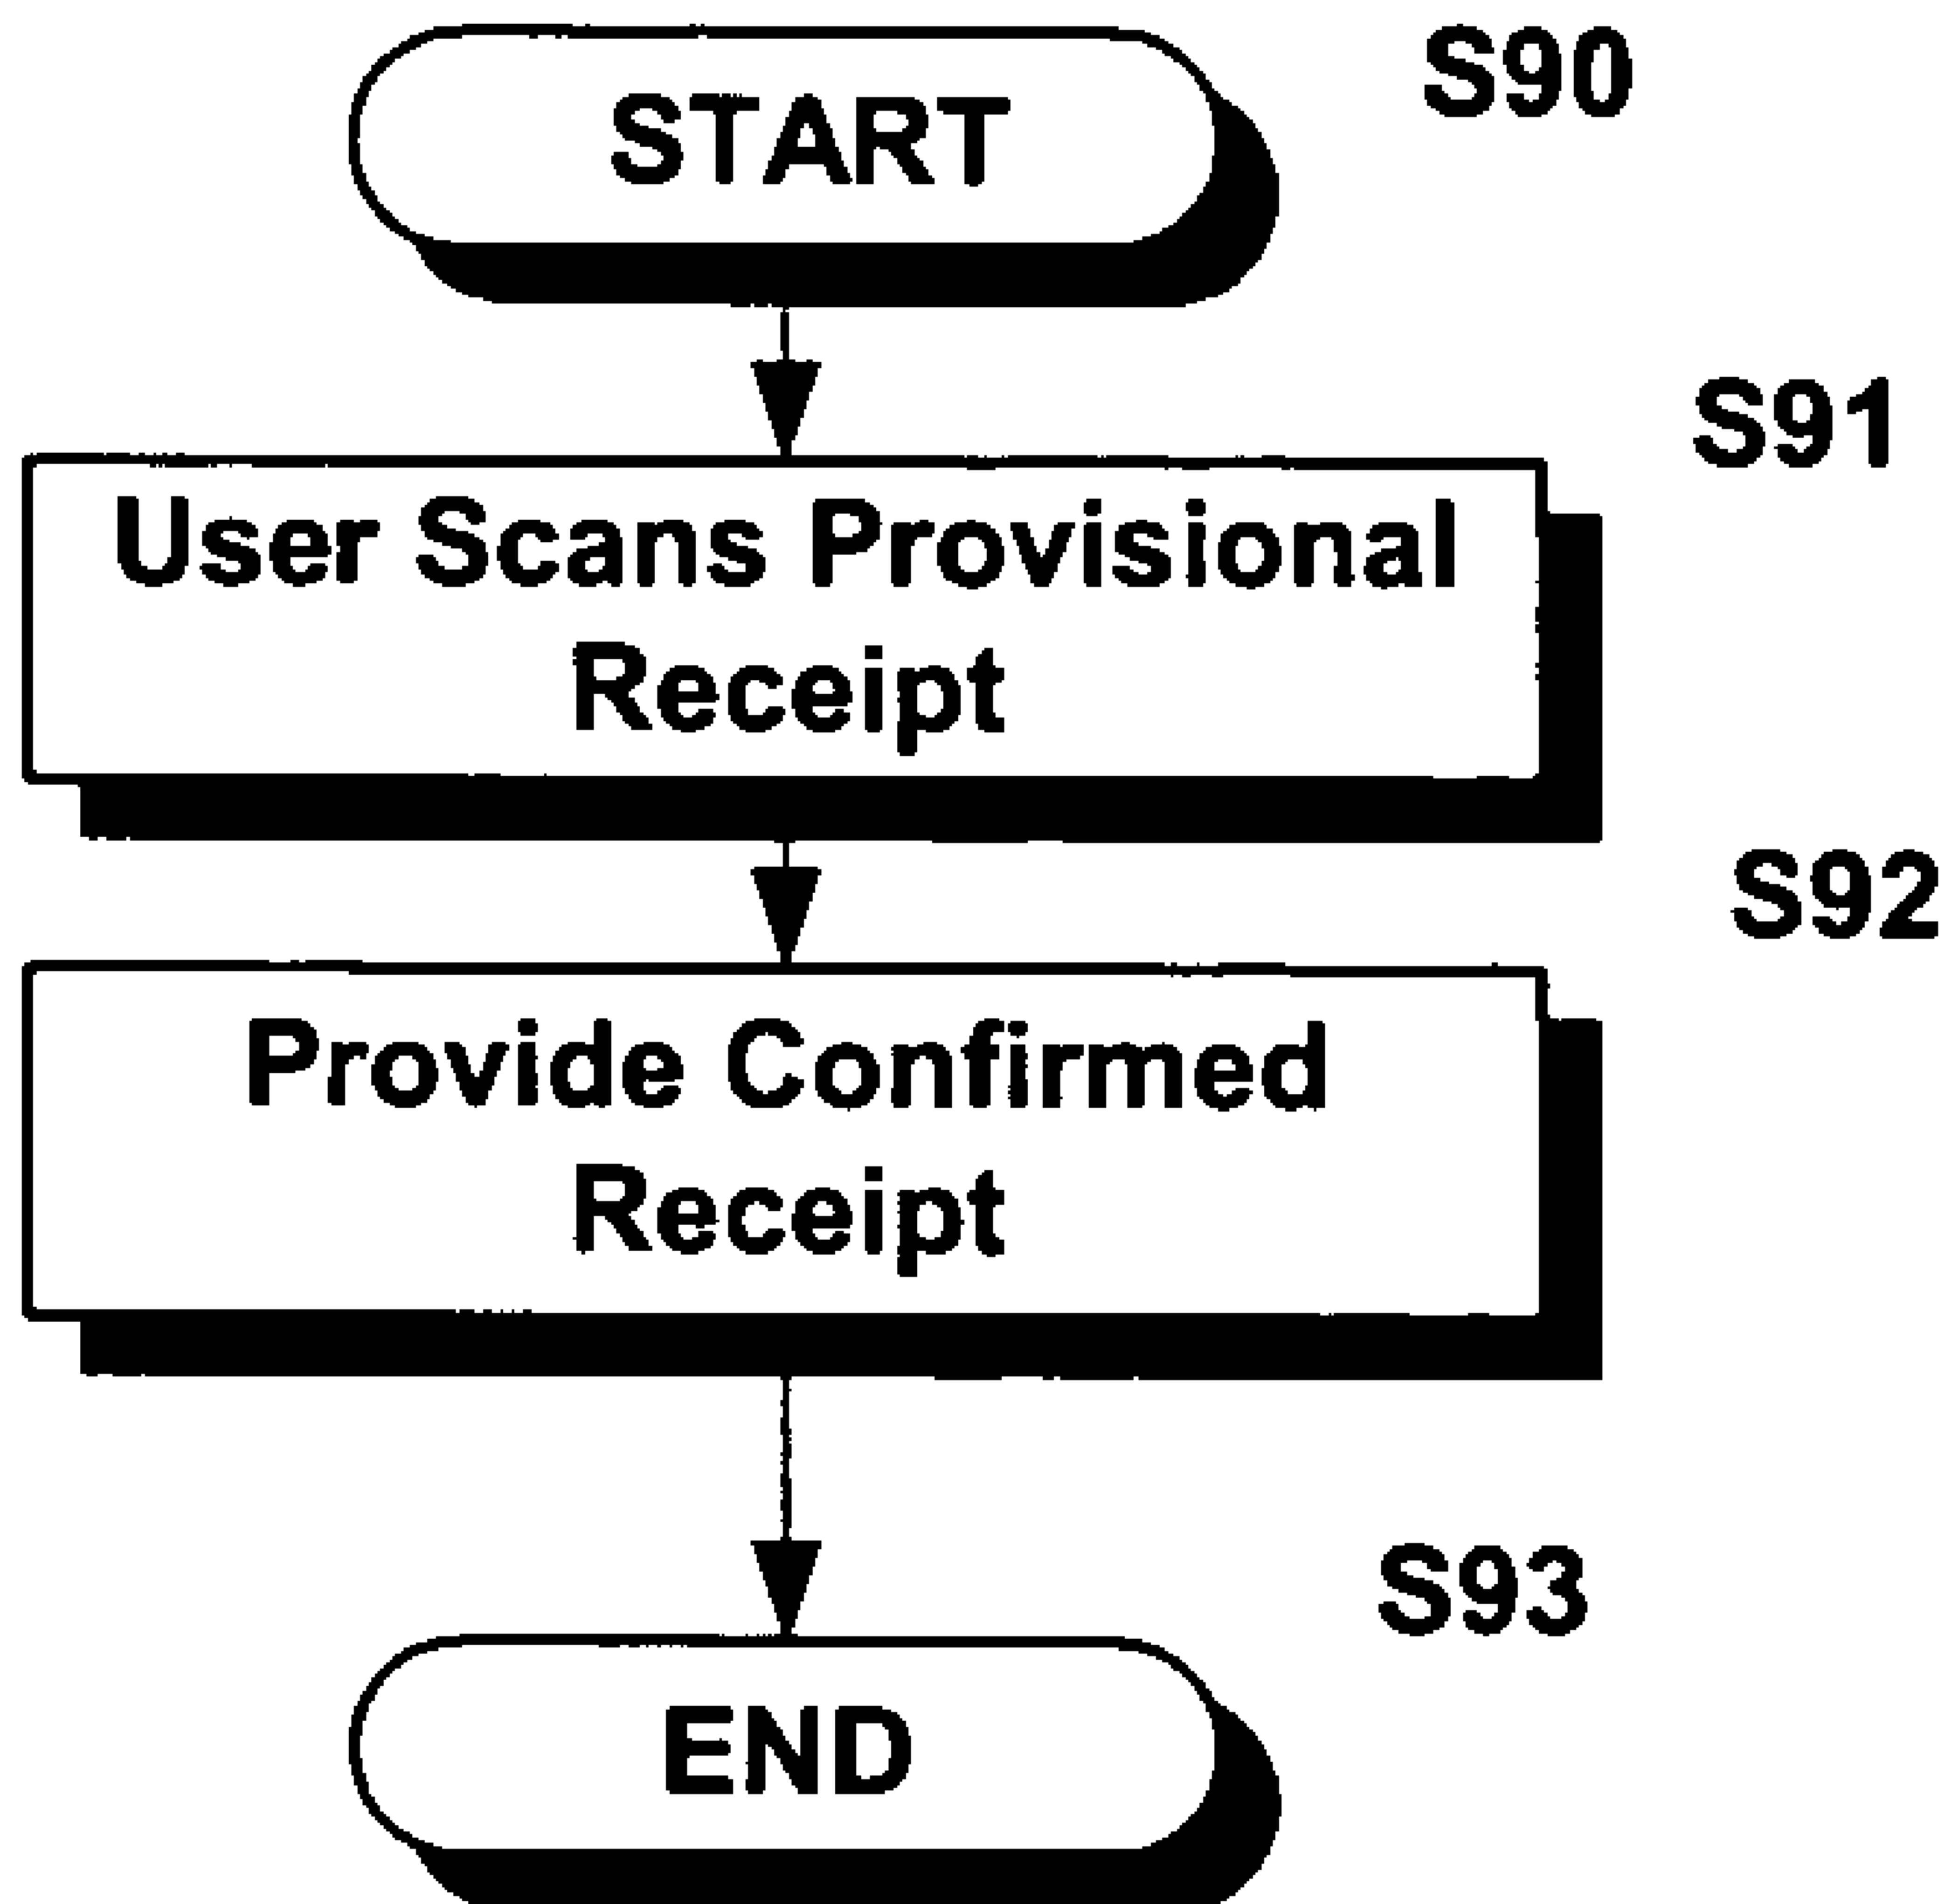 START
S90
S91
User Scans Provisional
Receipt
S92
Provide Confirmed
Receipt
S93
END